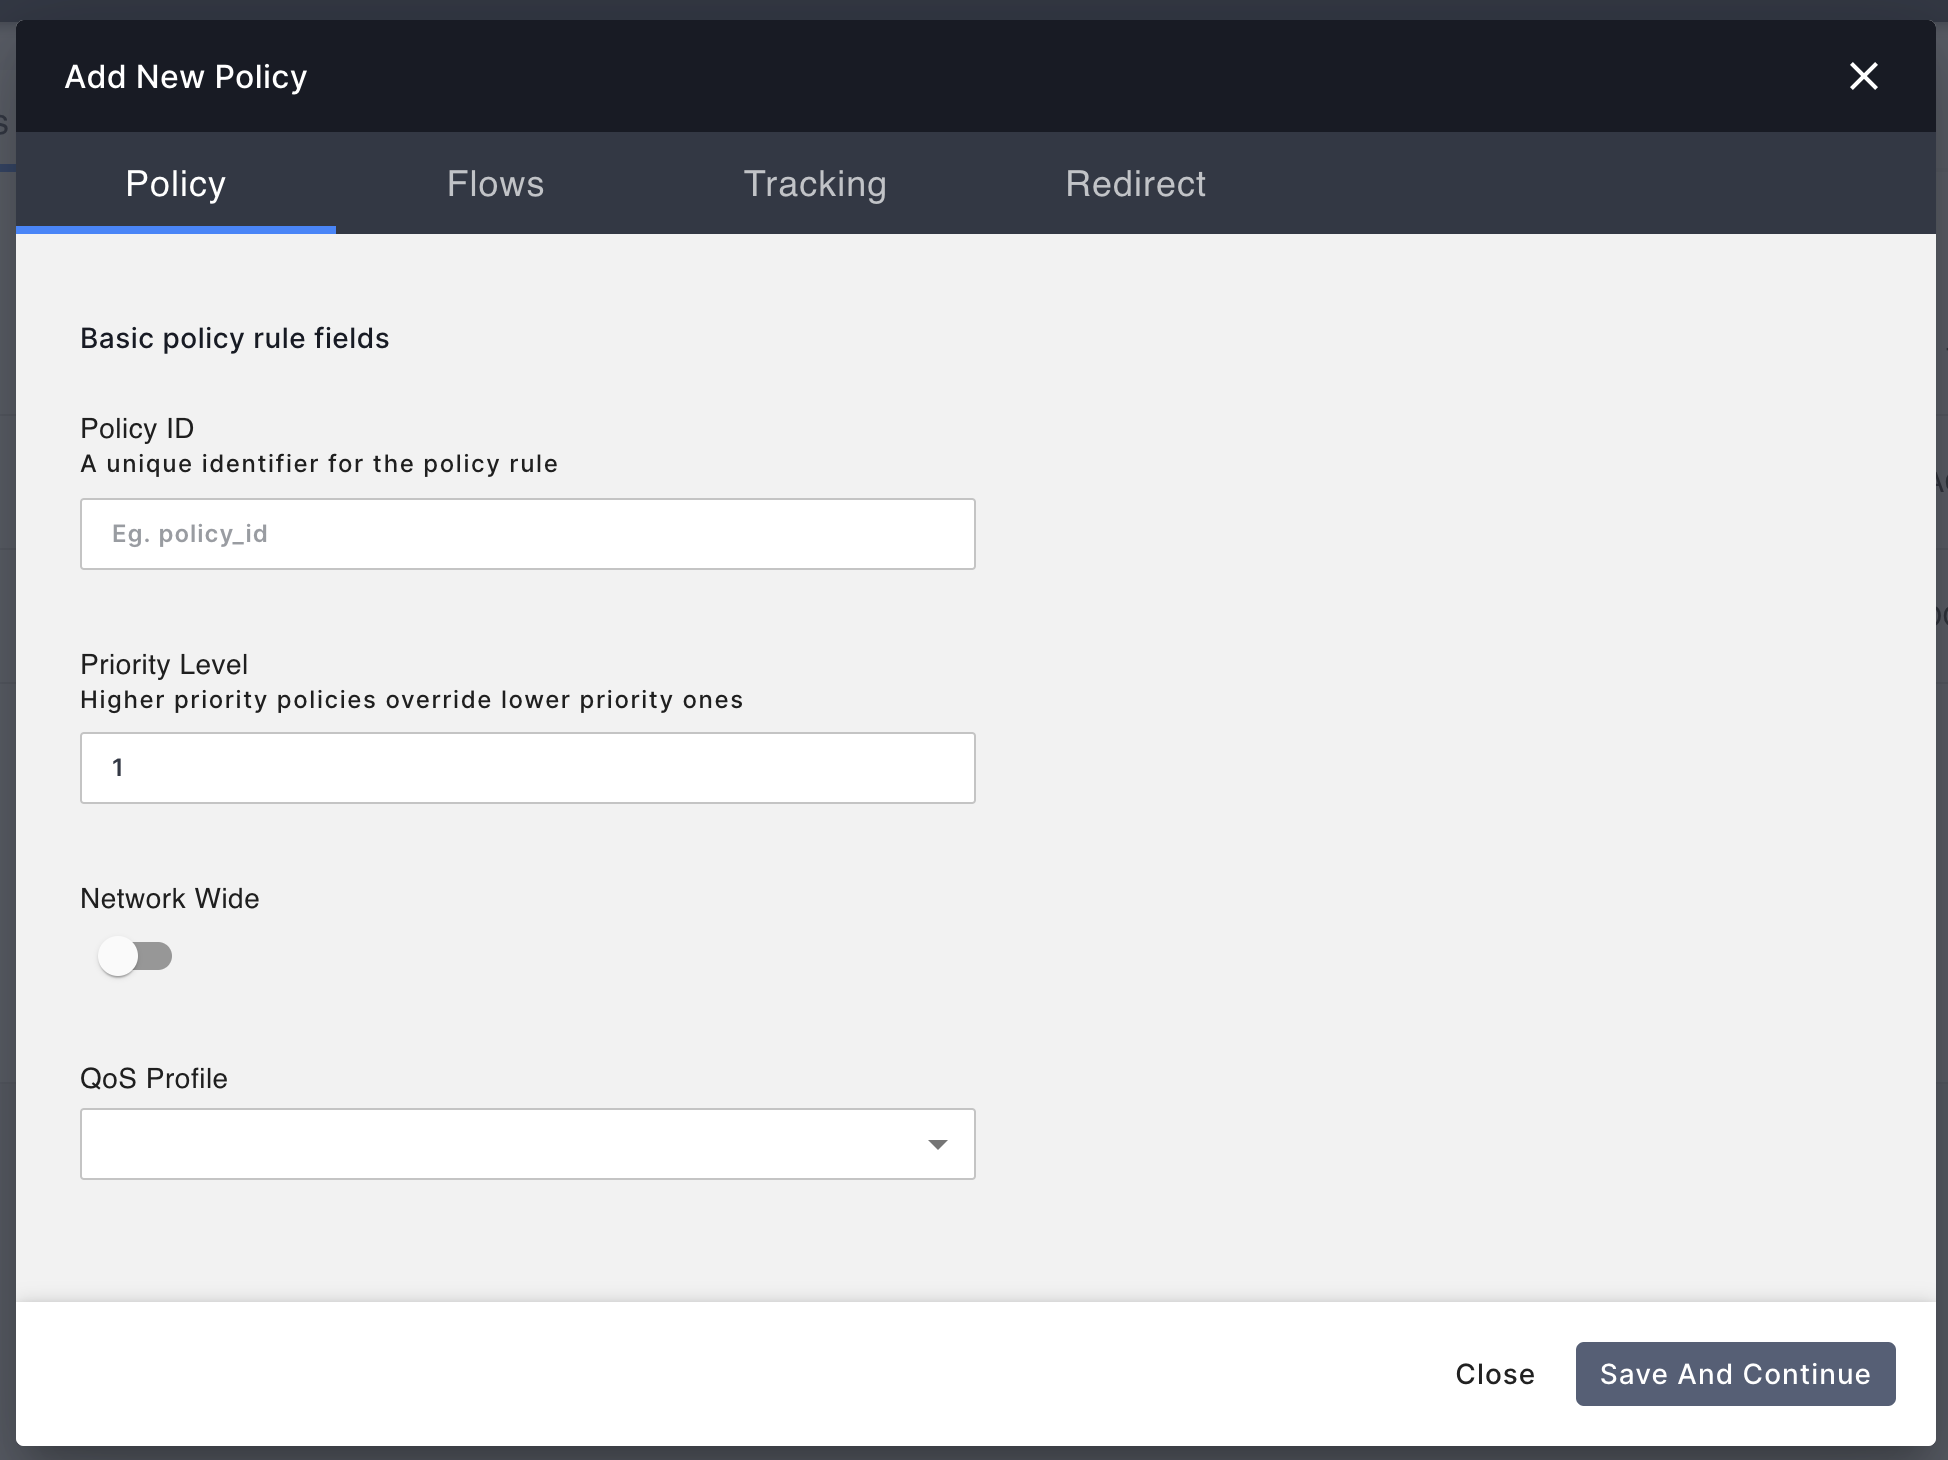 Add New Policy
Policy
Flows
Tracking
Redirect
Basic policy rule fields
Policy ID
A unique identifier for the policy rule
Eg. policy_id
Priority Level
Higher priority policies override lower priority ones
1
Network Wide
QoS Profile
Close
Save And Continue